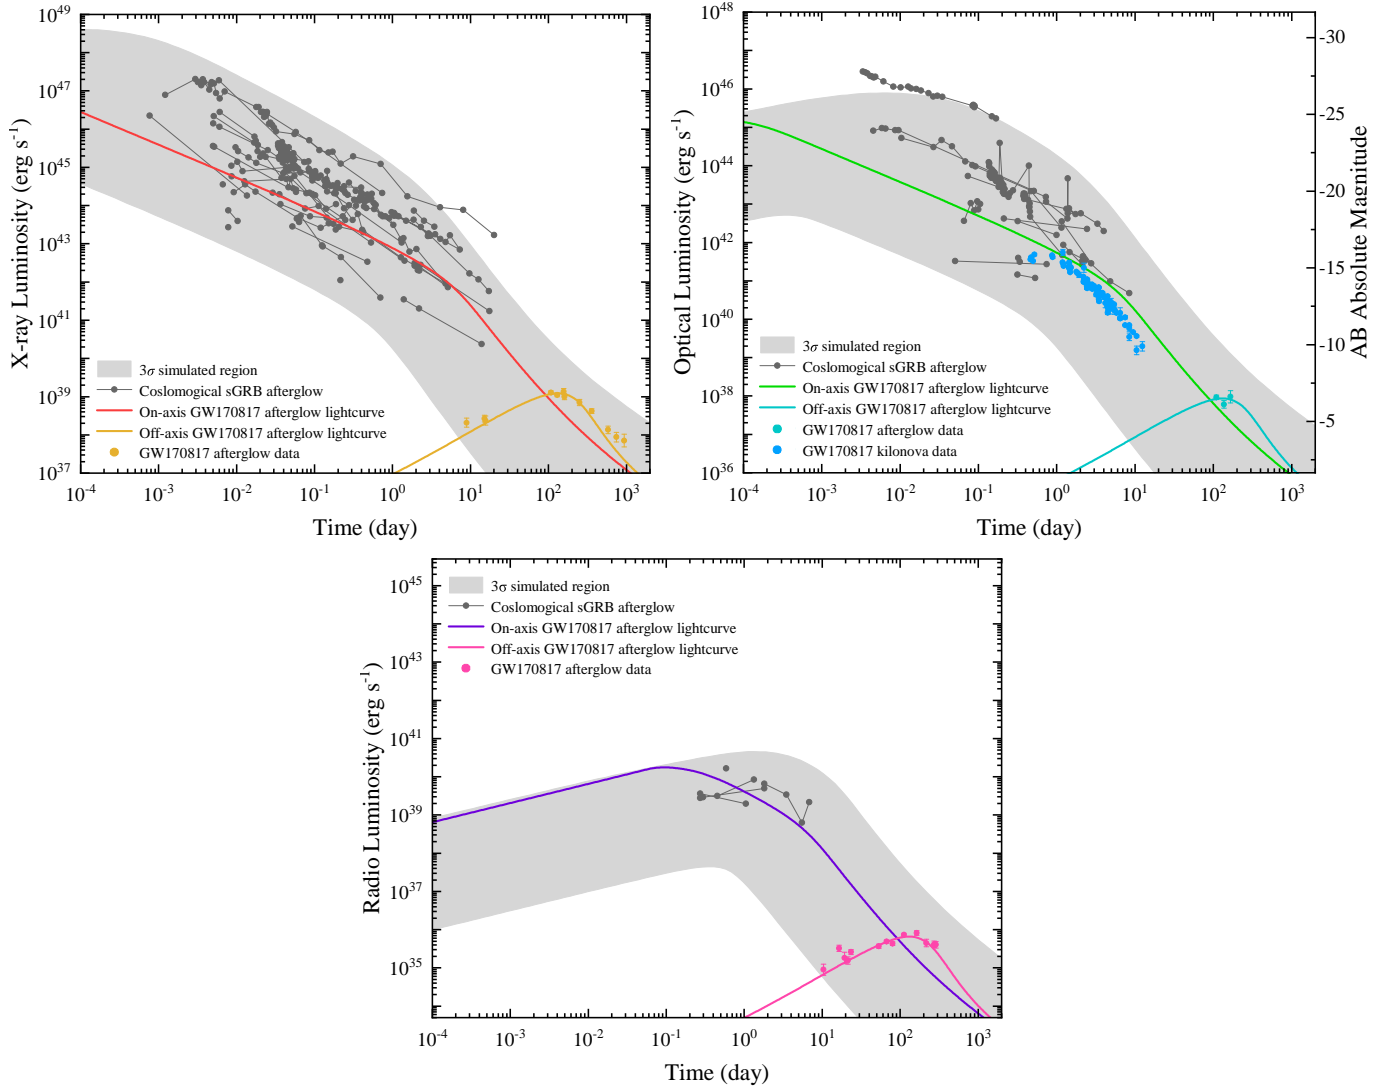 10^49
10^47
10^45
10^43
10^41
10^39
10^37
X-ray Luminosity (erg s^-1)
3σ simulated region
Coslomogical sGRB afterglow
On-axis GW170817 afterglow lightcurve
Off-axis GW170817 afterglow lightcurve
GW170817 afterglow data
10^-4 10^-3 10^-2 10^-1 10^0 10^1 10^2 10^3
Time (day)
10^48
10^46
10^44
10^42
10^40
10^38
10^36
Optical Luminosity (erg s^-1)
-30
-25
-20
-15
-10
-5
AB Absolute Magnitude
3σ simulated region
Coslomogical sGRB afterglow
On-axis GW170817 afterglow lightcurve
Off-axis GW170817 afterglow lightcurve
GW170817 afterglow data
GW170817 kilonova data
10^-4 10^-3 10^-2 10^-1 10^0 10^1 10^2 10^3
Time (day)
10^45
10^43
10^41
10^39
10^37
10^35
Radio Luminosity (erg s^-1)
3σ simulated region
Coslomogical sGRB afterglow
On-axis GW170817 afterglow lightcurve
Off-axis GW170817 afterglow lightcurve
GW170817 afterglow data
10^-4 10^-3 10^-2 10^-1 10^0 10^1 10^2 10^3
Time (day)